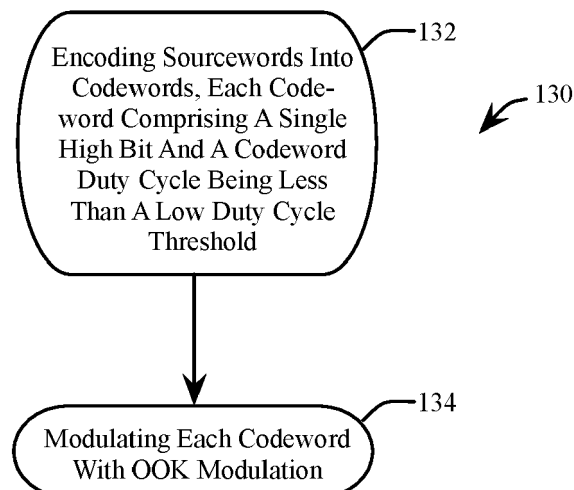 132
Encoding Sourcewords Into
Codewords, Each Code-
word Comprising A Single
High Bit And A Codeword
Duty Cycle Being Less
Than A Low Duty Cycle
Threshold
130
134
Modulating Each Codeword
With OOK Modulation